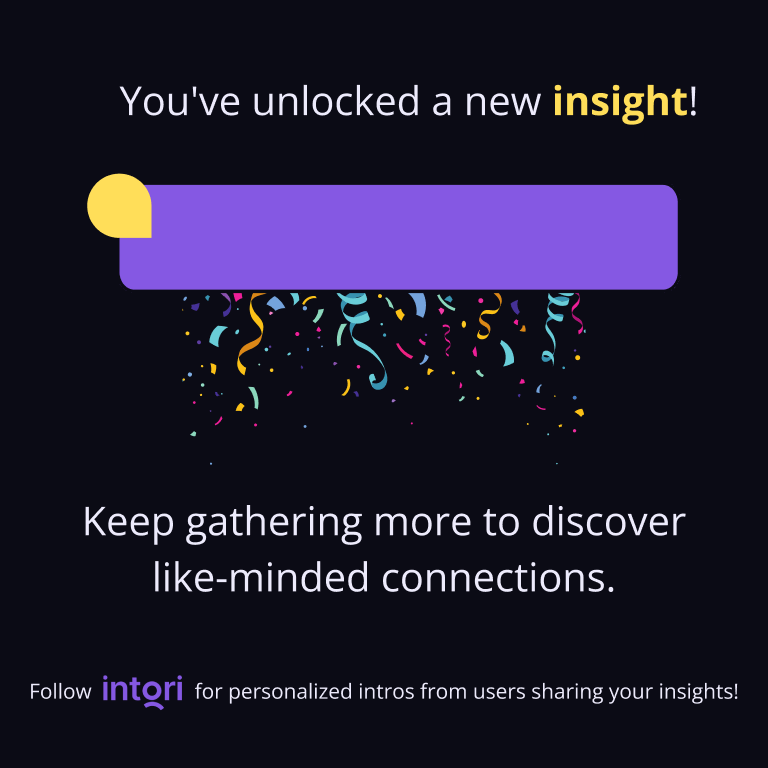 You've unlocked a new insight!
Keep gathering more to discover
like-minded connections.
Follow intori for personalized intros from users sharing your insights!